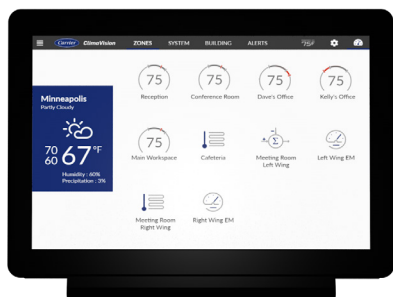 Carrier ClimaVision ZONES SYSTEM BUILDING ALERTS
75
Reception
75
Conference Room
75
Dave's Office
75
Kelly's Office
Minneapolis
Partly Cloudy
70
60
67°F
Humidity : 60%
Precipitation : 3%
75
Main Workspace
Cafeteria
Σ
Meeting Room
Left Wing
Left Wing EM
Meeting Room
Right Wing
Right Wing EM